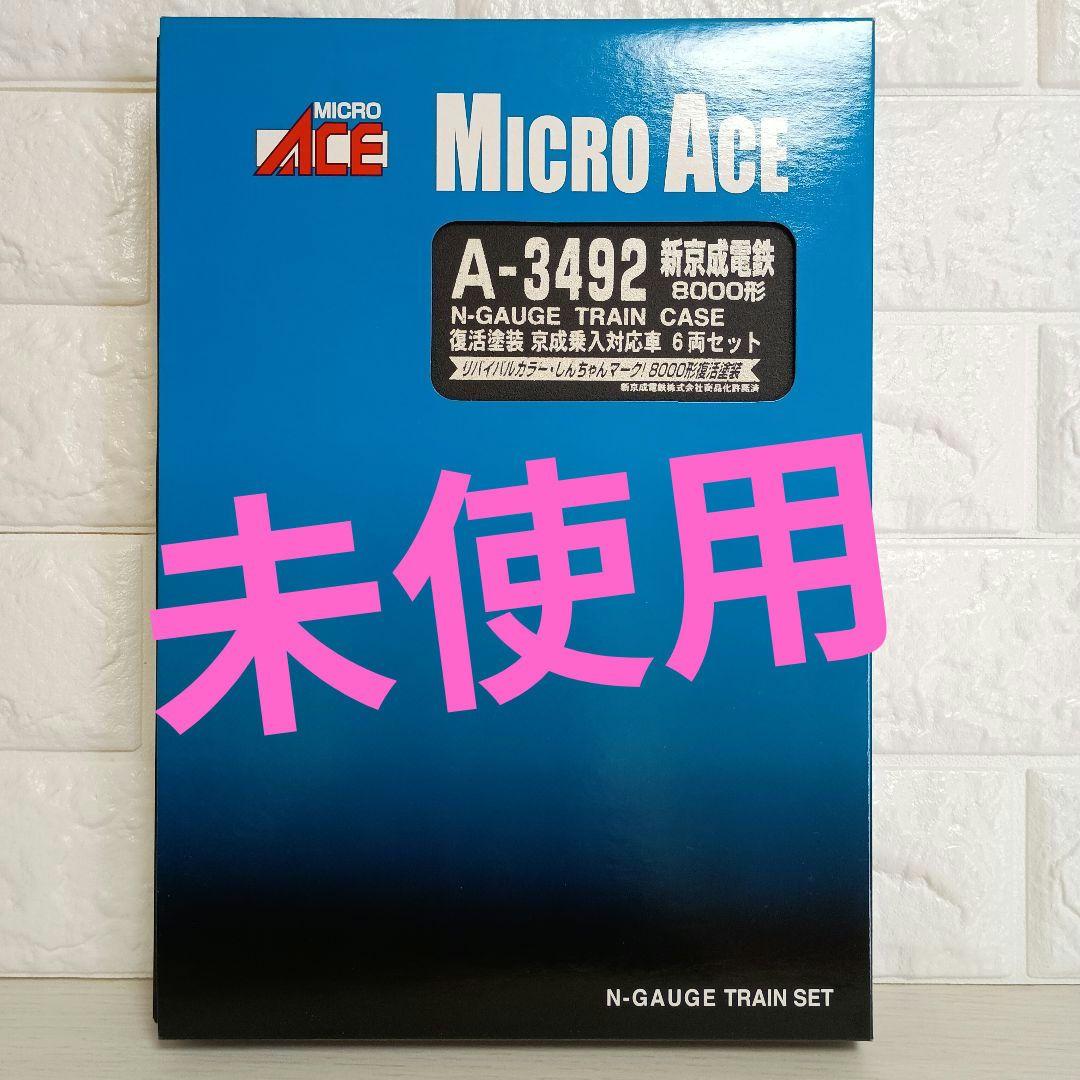 MICRO
ACE
MICRO ACE
A-3492 新京成電鉄
8000形
N-GAUGE TRAIN CASE
復活塗装 京成乗入対応車 6両セット
リバイバルカラー・しんちゃんマーク!8000形復活塗装
新京成電鉄株式会社商品化許諾済
未使用
N-GAUGE TRAIN SET